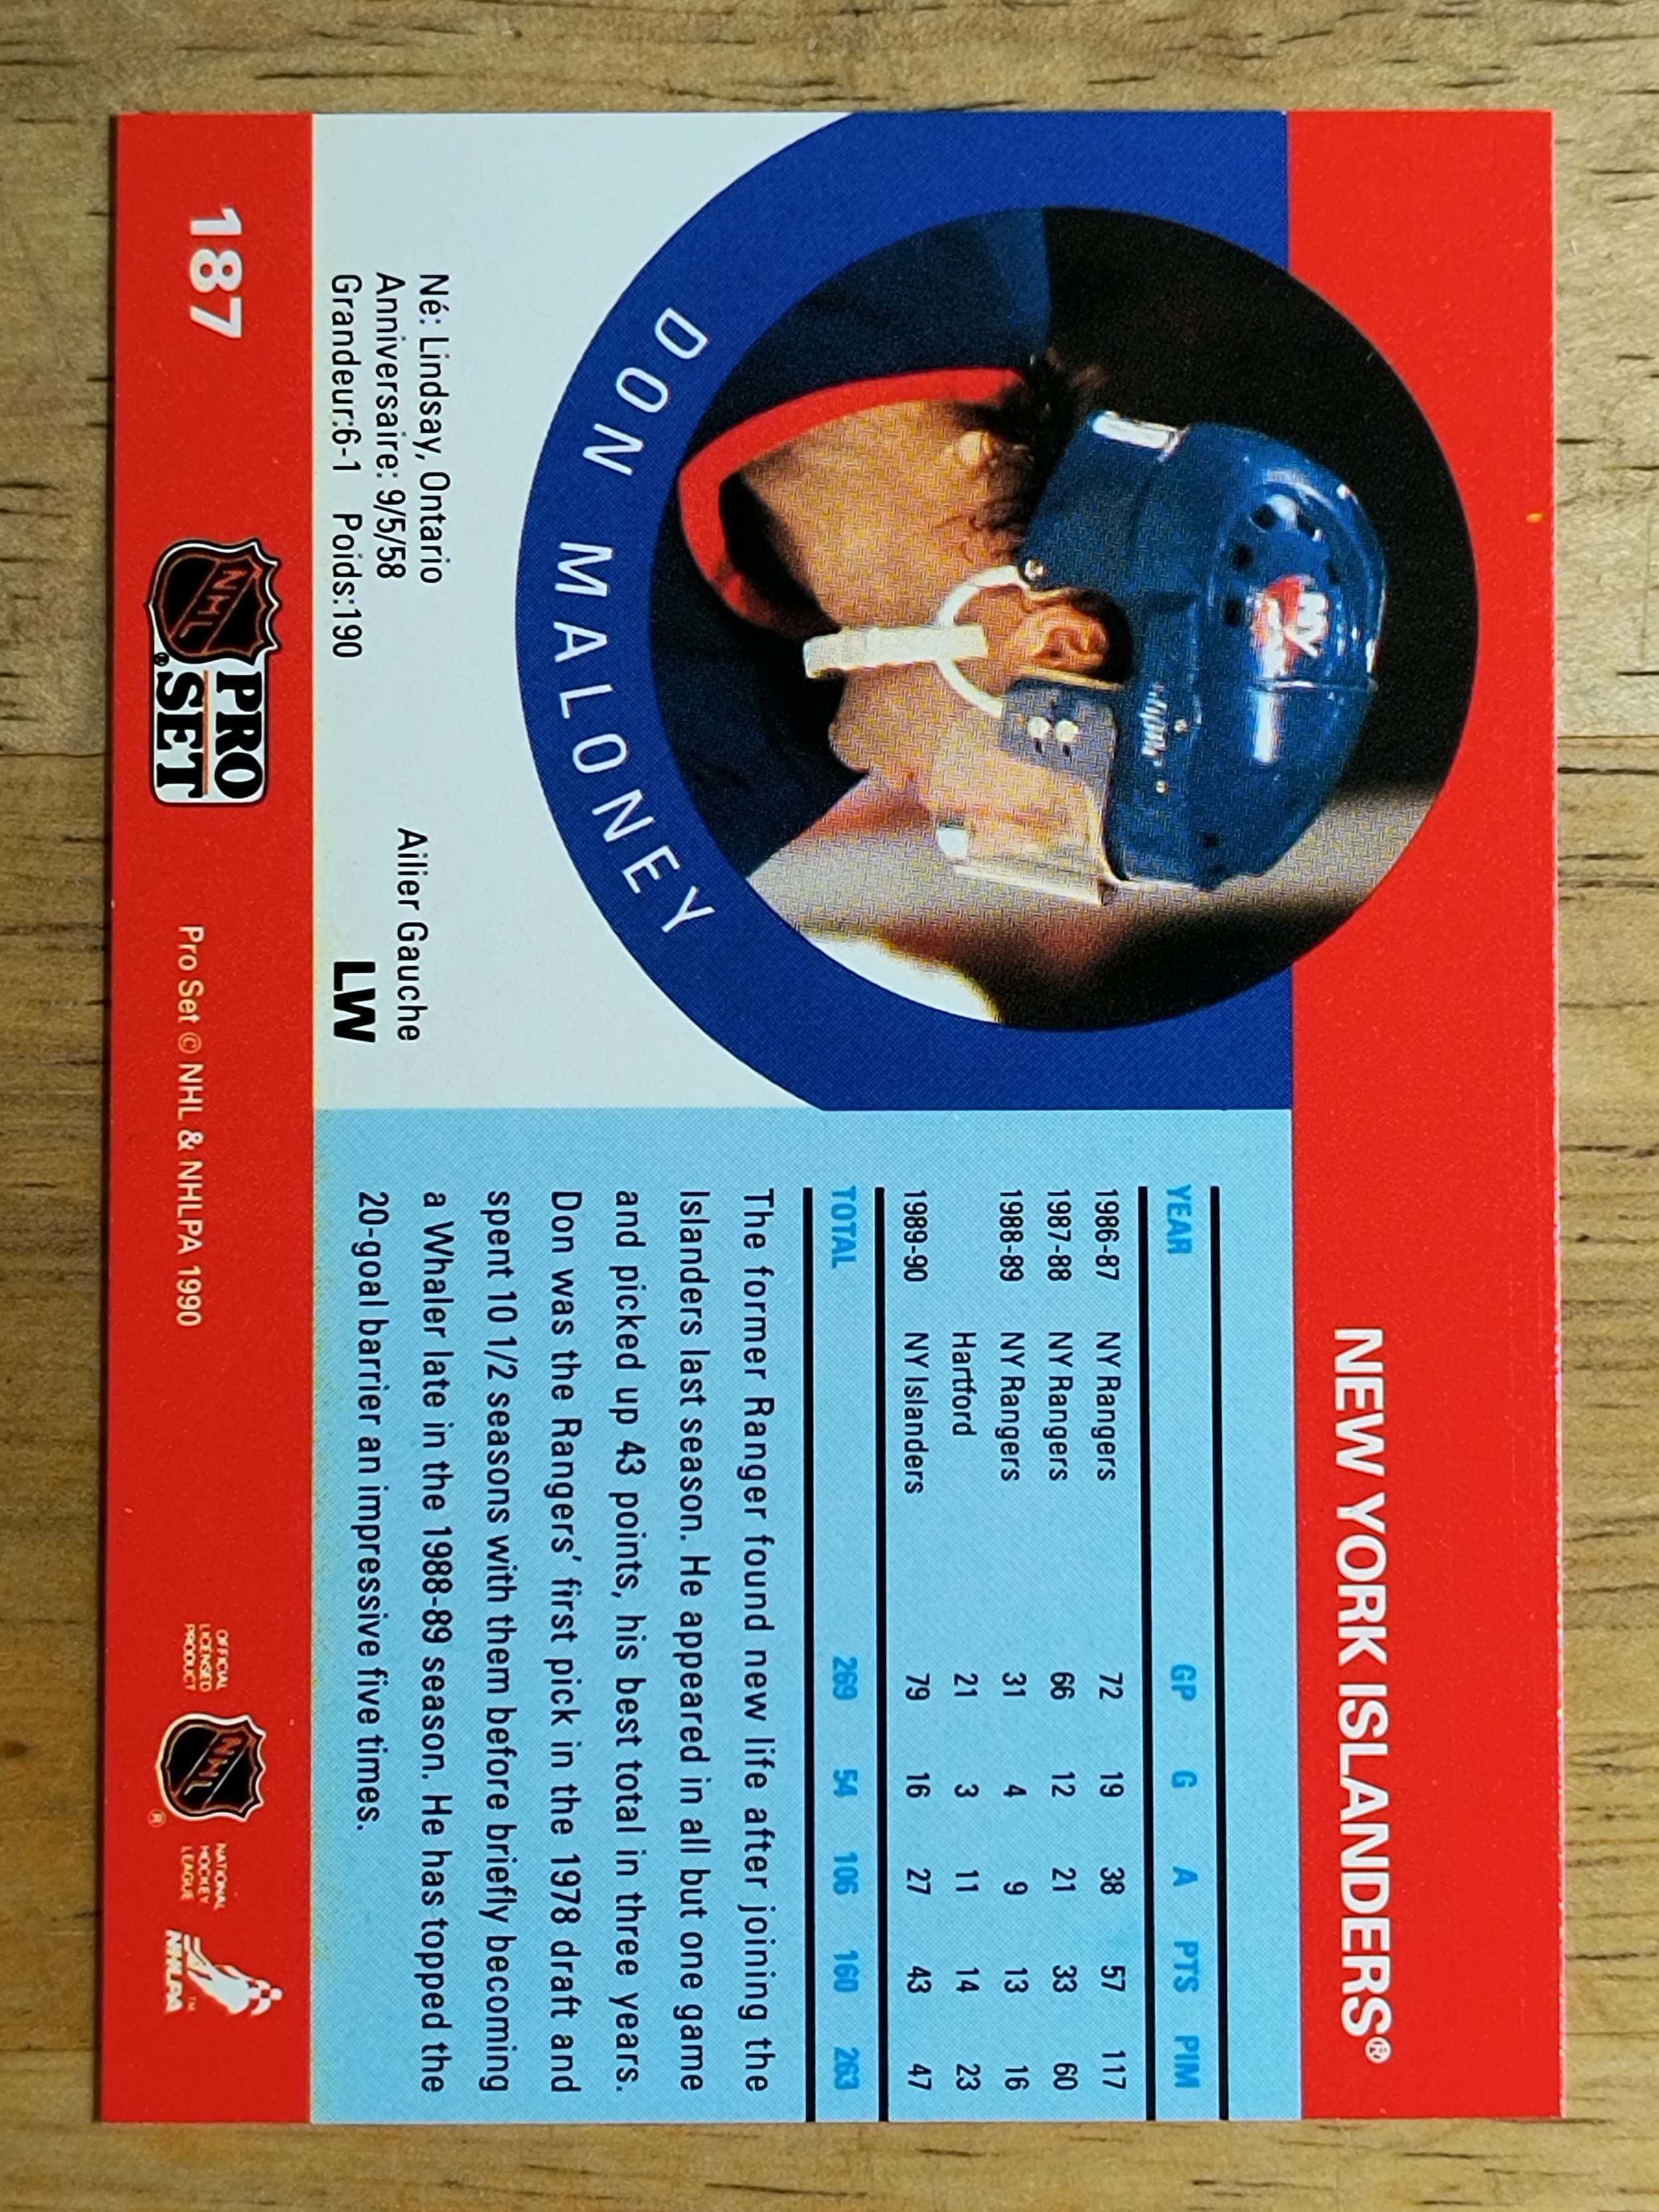 NEW YORK ISLANDERS®
NY
DON MALONEY
Né: Lindsay, Ontario
Anniversaire: 9/5/58
Grandeur:6-1 Poids:190
Ailier Gauche
LW
YEAR GP G A PTS PIM
1986-87 NY Rangers 72 19 38 57 117
1987-88 NY Rangers 66 12 21 33 60
1988-89 NY Rangers 31 4 9 13 16
Hartford 21 3 11 14 23
1989-90 NY Islanders 79 16 27 43 47
TOTAL 269 54 106 160 263
The former Ranger found new life after joining the
Islanders last season. He appeared in all but one game
and picked up 43 points, his best total in three years.
Don was the Rangers' first pick in the 1978 draft and
spent 10 1/2 seasons with them before briefly becoming
a Whaler late in the 1988-89 season. He has topped the
20-goal barrier an impressive five times.
187
NHL
PRO
SET
®
Pro Set © NHL & NHLPA 1990
OFFICIAL
LICENSED
PRODUCT
NHL
®
NATIONAL
HOCKEY
LEAGUE
TM
NHLPA